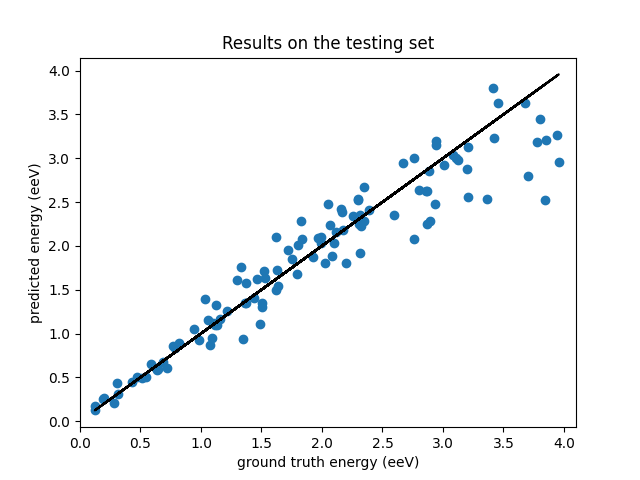 Results on the testing set
4.0
3.5
3.0
2.5
2.0
1.5
1.0
0.5
0.0
predicted energy (eeV)
0.0 0.5 1.0 1.5 2.0 2.5 3.0 3.5 4.0
ground truth energy (eeV)